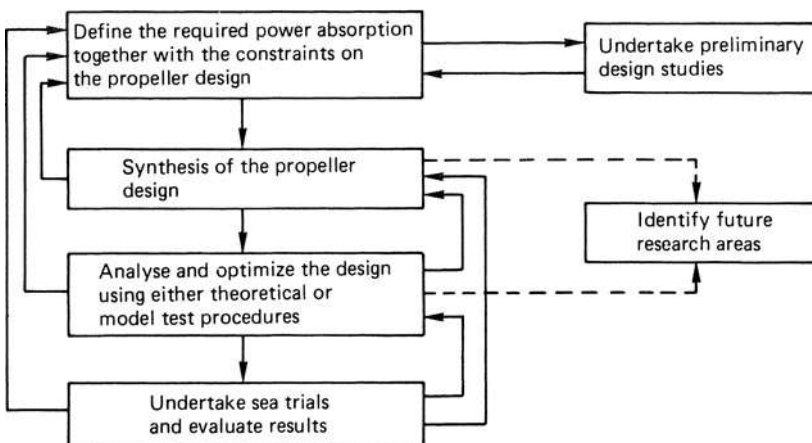 Define the required power absorption
together with the constraints on
the propeller design
Undertake preliminary
design studies
Synthesis of the propeller
design
Identify future
research areas
Analyse and optimize the design
using either theoretical or
model test procedures
Undertake sea trials
and evaluate results